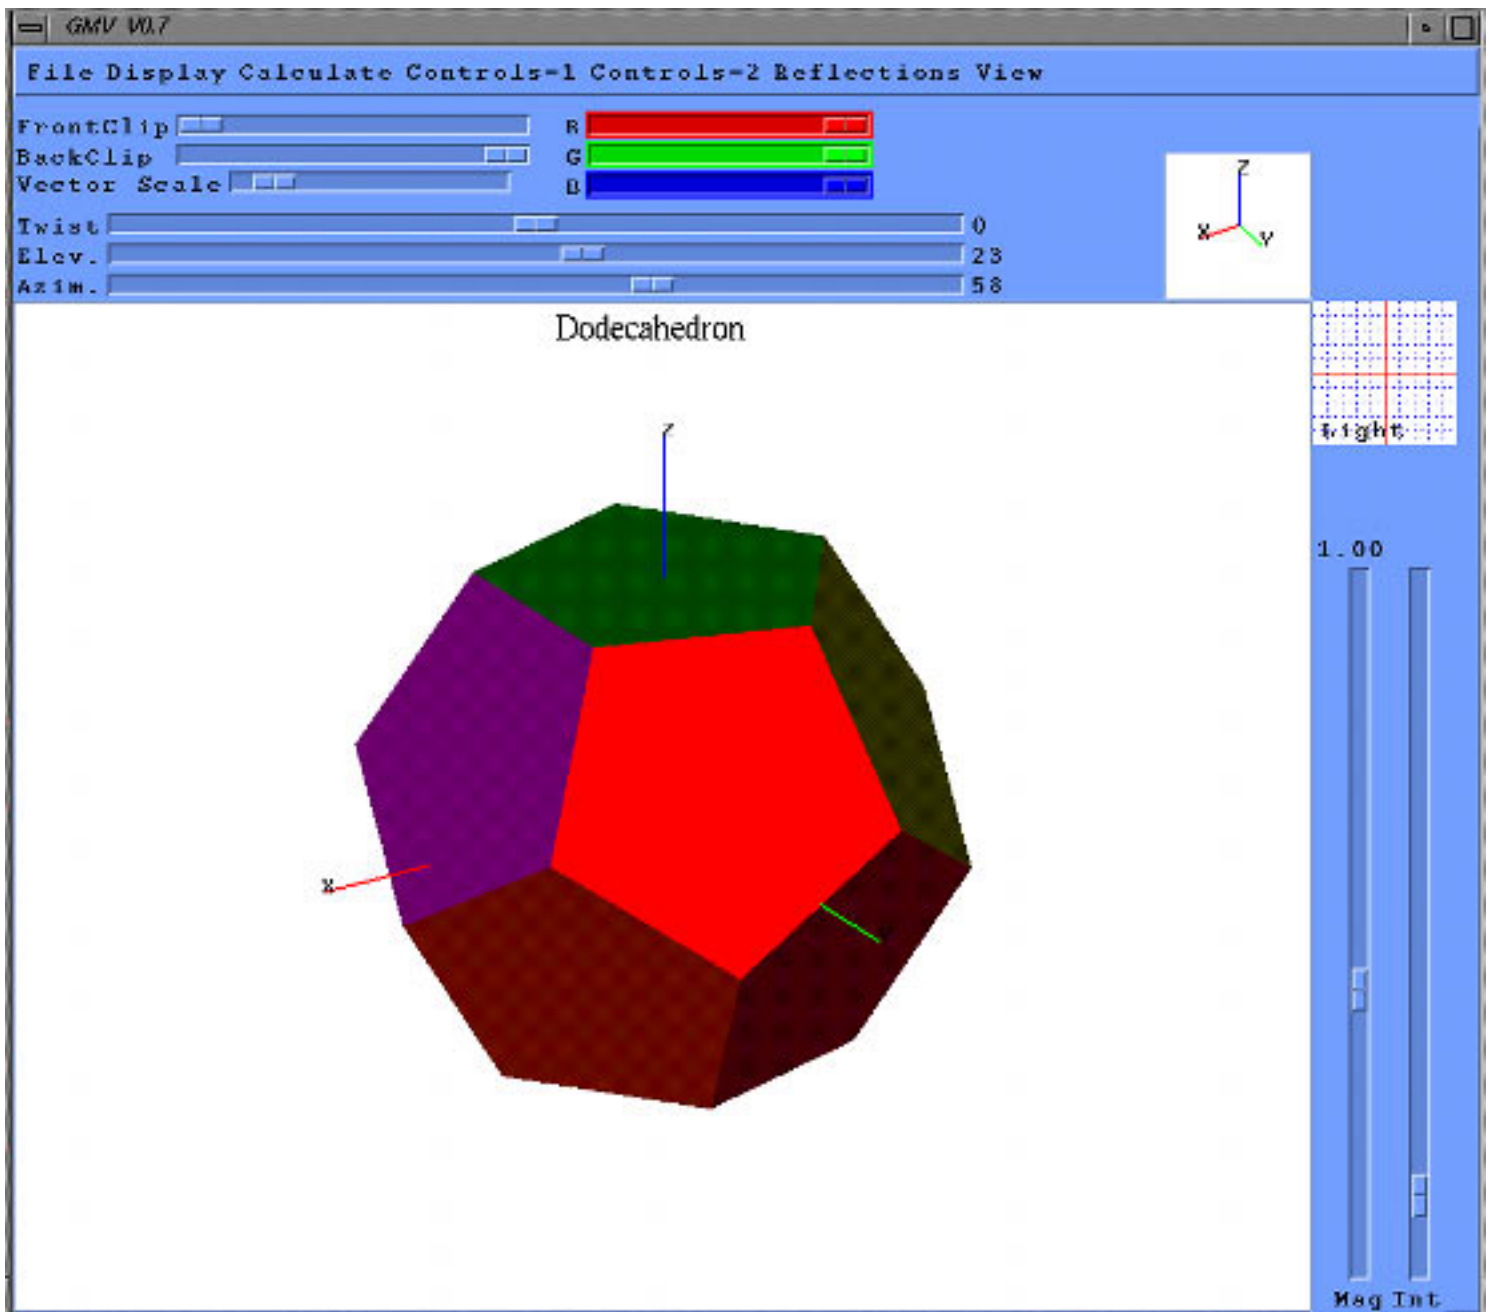 GMV V0.7
File Display Calculate Controls-1 Controls-2 Reflections View
FrontClip
R
BackClip
G
Vector Scale
B
Twist 0
Elev. 23
Azim. 58
Z
X
Y
Dodecahedron
Light
Z
1.00
X
Y
Mag Int